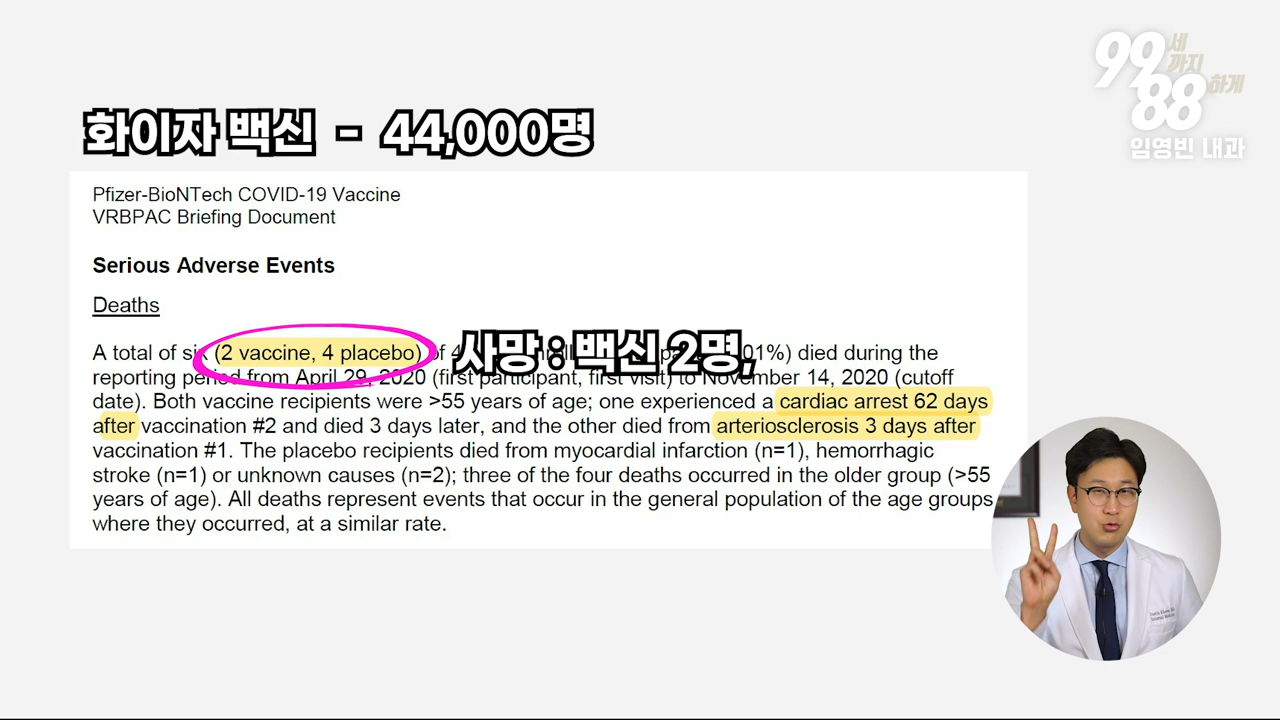 99세
까지
88하게
임영빈 내과
화이자 백신 - 44,000명
Pfizer-BioNTech COVID-19 Vaccine
VRBPAC Briefing Document
Serious Adverse Events
Deaths
A total of six (2 vaccine, 4 placebo) of 4 01%) died during the
사망 : 백신 2명,
reporting period from April 29, 2020 (first participant, first visit) to November 14, 2020 (cutoff
date). Both vaccine recipients were >55 years of age; one experienced a cardiac arrest 62 days
after vaccination #2 and died 3 days later, and the other died from arteriosclerosis 3 days after
vaccination #1. The placebo recipients died from myocardial infarction (n=1), hemorrhagic
stroke (n=1) or unknown causes (n=2); three of the four deaths occurred in the older group (>55
years of age). All deaths represent events that occur in the general population of the age groups
where they occurred, at a similar rate.